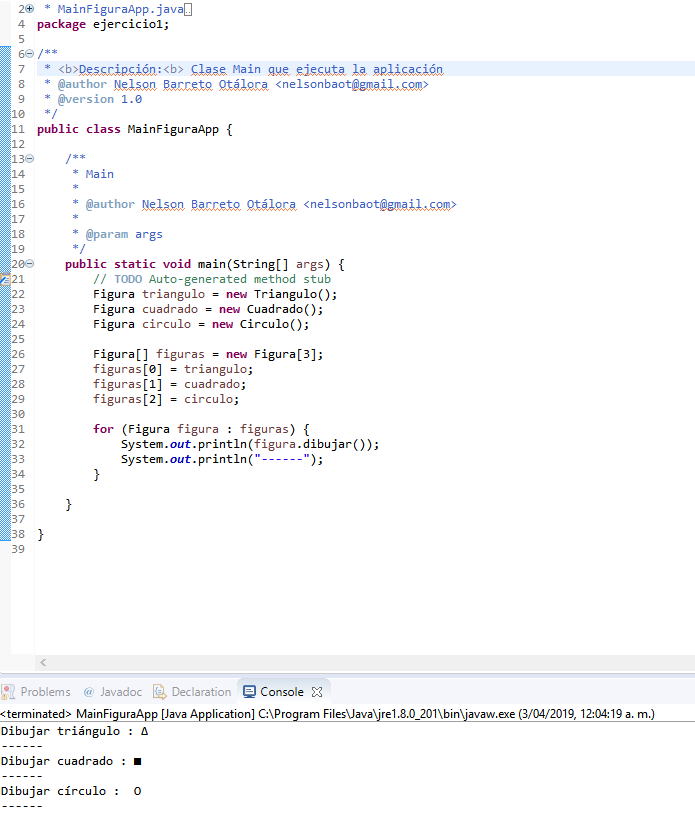 2 * MainFiguraApp.java
4 package ejercicio1;
5
6 /**
7 * <b>Descripción:<b> Clase Main que ejecuta la aplicación
8 * @author Nelson Barreto Otálora <nelsonbaot@gmail.com>
9 * @version 1.0
10 */
11 public class MainFiguraApp {
12
13 /**
14 * Main
15 *
16 * @author Nelson Barreto Otálora <nelsonbaot@gmail.com>
17 *
18 * @param args
19 */
20 public static void main(String[] args) {
21 // TODO Auto-generated method stub
22 Figura triangulo = new Triangulo();
23 Figura cuadrado = new Cuadrado();
24 Figura circulo = new Circulo();
25
26 Figura[] figuras = new Figura[3];
27 figuras[0] = triangulo;
28 figuras[1] = cuadrado;
29 figuras[2] = circulo;
30
31 for (Figura figura : figuras) {
32 System.out.println(figura.dibujar());
33 System.out.println("------");
34 }
35
36 }
37
38 }
39
Problems @ Javadoc Declaration Console
<terminated> MainFiguraApp [Java Application] C:\Program Files\Java\jre1.8.0_201\bin\javaw.exe (3/04/2019, 12:04:19 a. m.)
Dibujar triángulo : Δ
------
Dibujar cuadrado : ■
------
Dibujar círculo :  O
------